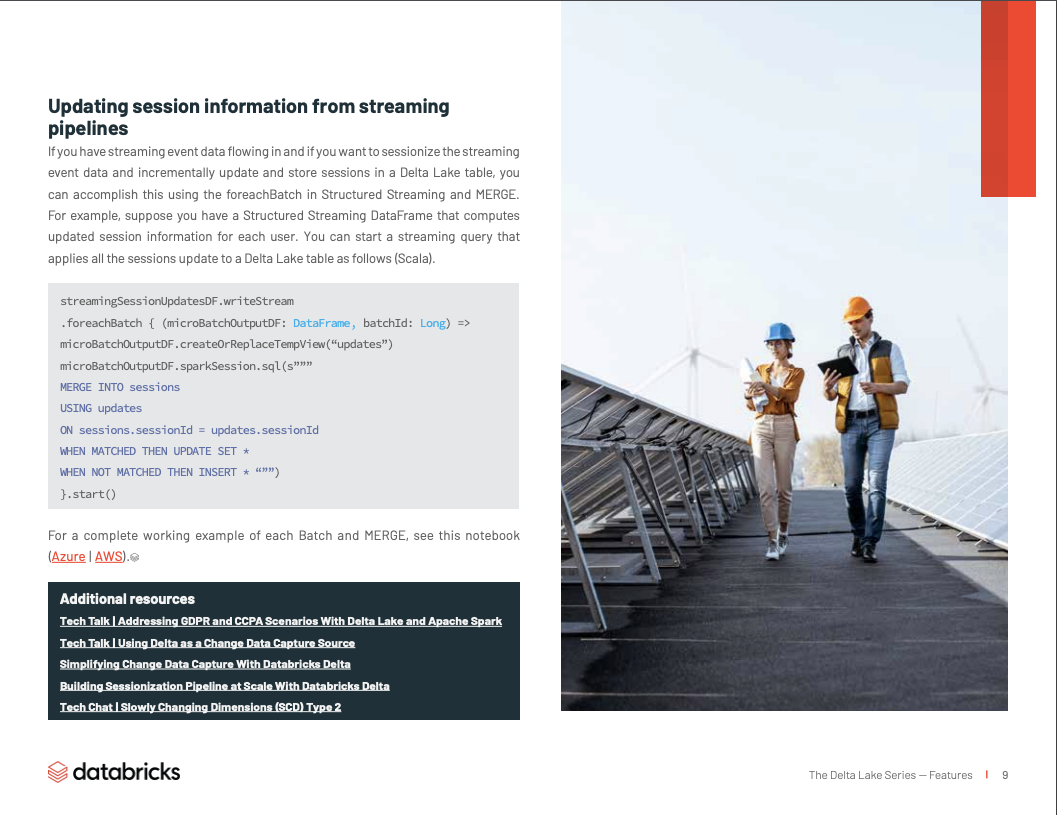 Updating session information from streaming
pipelines
If you have streaming event data flowing in and if you want to sessionize the streaming
event data and incrementally update and store sessions in a Delta Lake table, you
can accomplish this using the foreachBatch in Structured Streaming and MERGE.
For example, suppose you have a Structured Streaming DataFrame that computes
updated session information for each user. You can start a streaming query that
applies all the sessions update to a Delta Lake table as follows (Scala).
streamingSessionUpdatesDF.writeStream
.foreachBatch { (microBatchOutputDF: DataFrame, batchId: Long) =>
microBatchOutputDF.createOrReplaceTempView(“updates”)
microBatchOutputDF.sparkSession.sql(s”””
MERGE INTO sessions
USING updates
ON sessions.sessionId = updates.sessionId
WHEN MATCHED THEN UPDATE SET *
WHEN NOT MATCHED THEN INSERT * “””)
}.start()
For a complete working example of each Batch and MERGE, see this notebook
(Azure | AWS).
Additional resources
Tech Talk | Addressing GDPR and CCPA Scenarios With Delta Lake and Apache Spark
Tech Talk | Using Delta as a Change Data Capture Source
Simplifying Change Data Capture With Databricks Delta
Building Sessionization Pipeline at Scale With Databricks Delta
Tech Chat | Slowly Changing Dimensions (SCD) Type 2
databricks
The Delta Lake Series — Features | 9